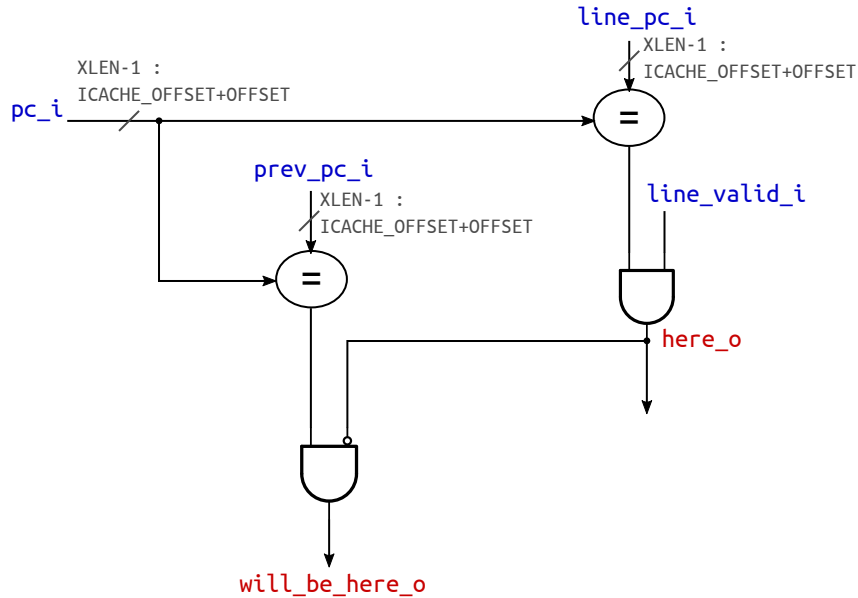 line_pc_i
XLEN-1 :
ICACHE_OFFSET+OFFSET
XLEN-1 :
ICACHE_OFFSET+OFFSET
pc_i
=
prev_pc_i
XLEN-1 :
ICACHE_OFFSET+OFFSET
line_valid_i
=
here_o
will_be_here_o